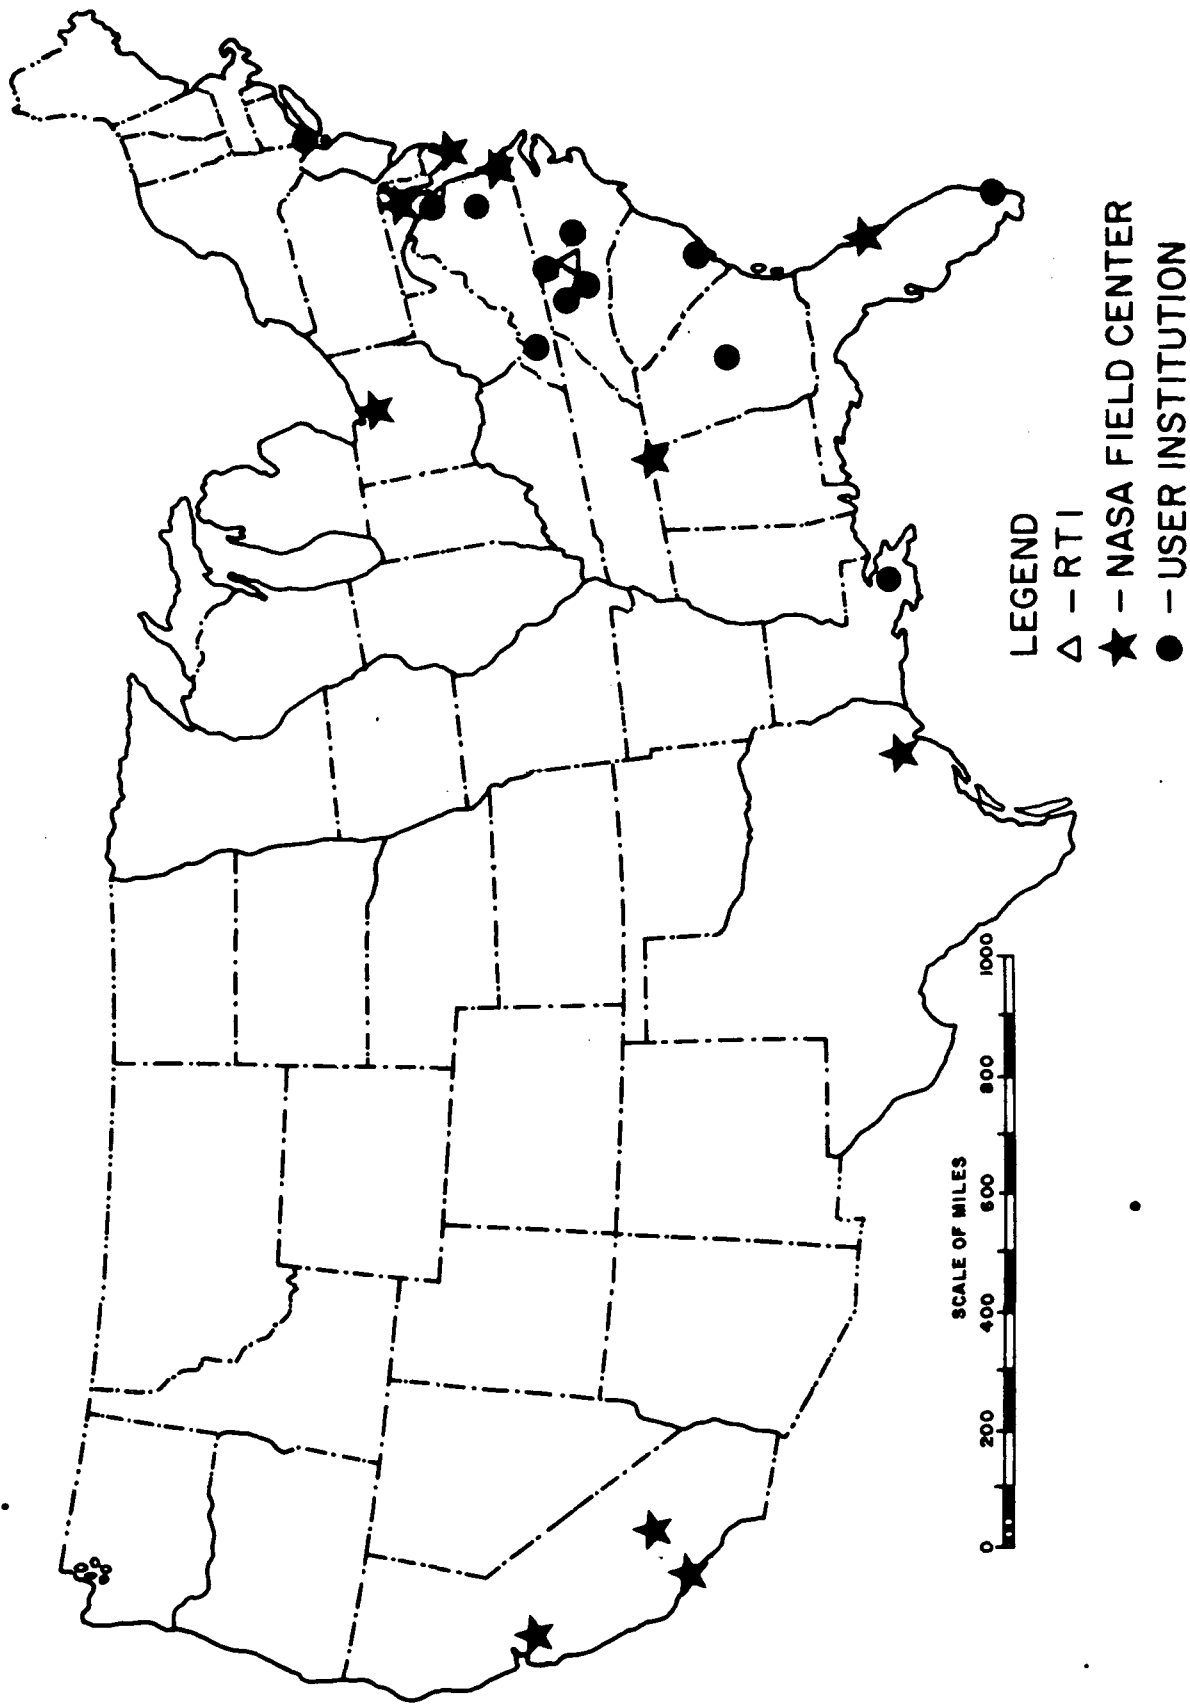 LEGEND
△ – RTI
★ – NASA FIELD CENTER
● – USER INSTITUTION
SCALE OF MILES
0 200 400 600 800 1000